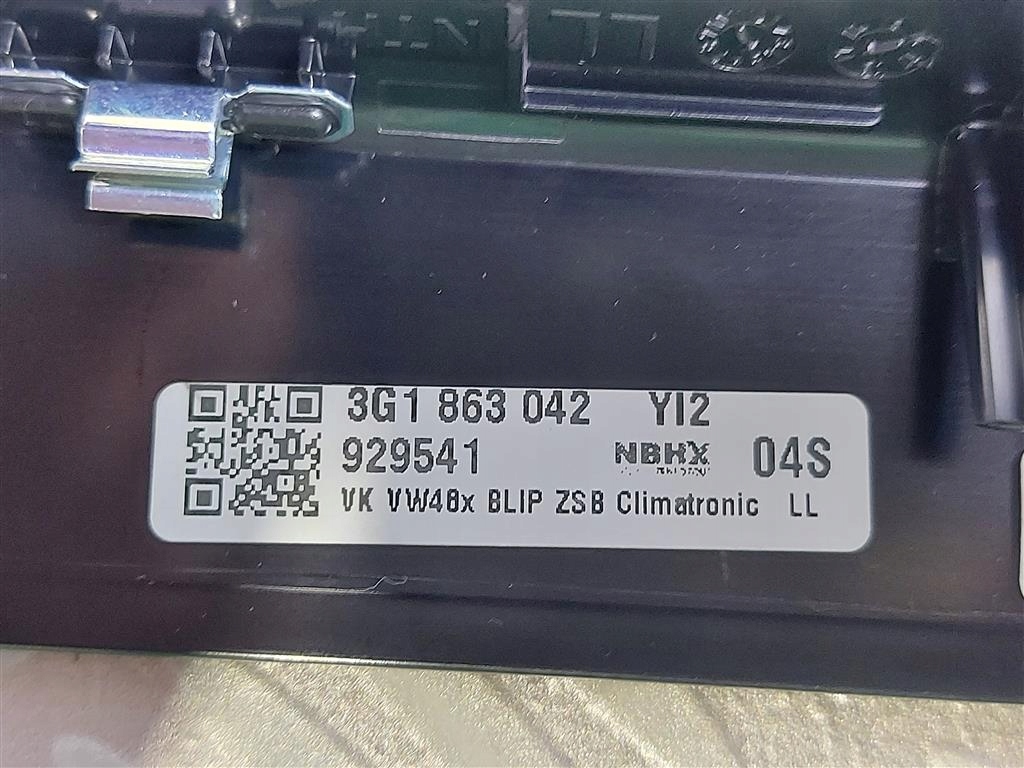 3G1 863 042 YI2
929541 NBHX 04S
VK VW48x BLIP ZSB Climatronic LL